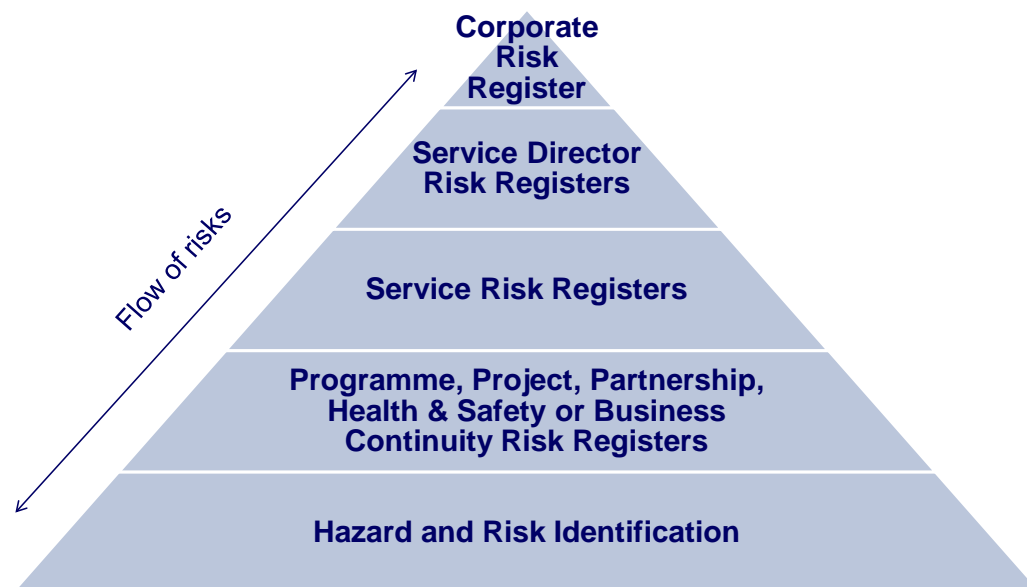 Corporate
Risk
Register
Service Director
Risk Registers
Flow of risks
Service Risk Registers
Programme, Project, Partnership,
Health & Safety or Business
Continuity Risk Registers
Hazard and Risk Identification